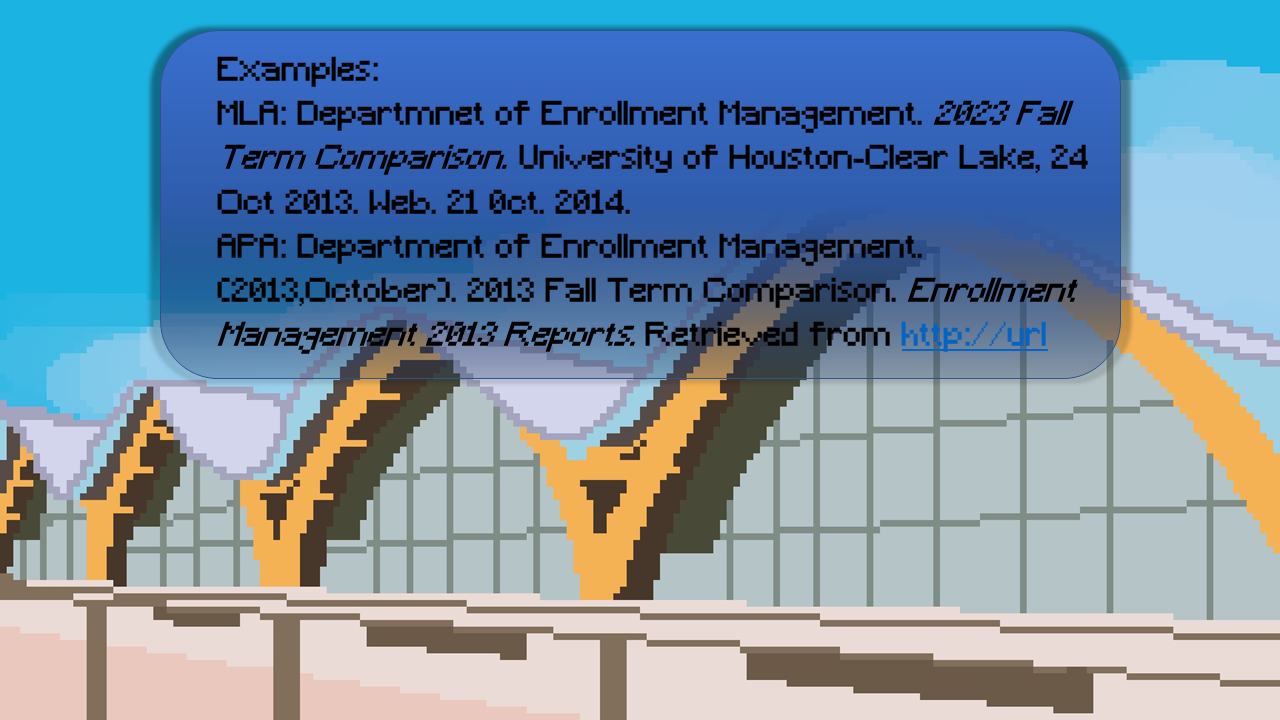 Examples:
MLA: Departmnet of Enrollment Management. 2023 Fall
Term Comparison. University of Houston-Clear Lake, 24
Oct 2013. Web. 21 0ct. 2014.
APA: Department of Enrollment Management.
(2013,October). 2013 Fall Term Comparison. Enrollment
Management 2013 Reports. Retrieved from http://url